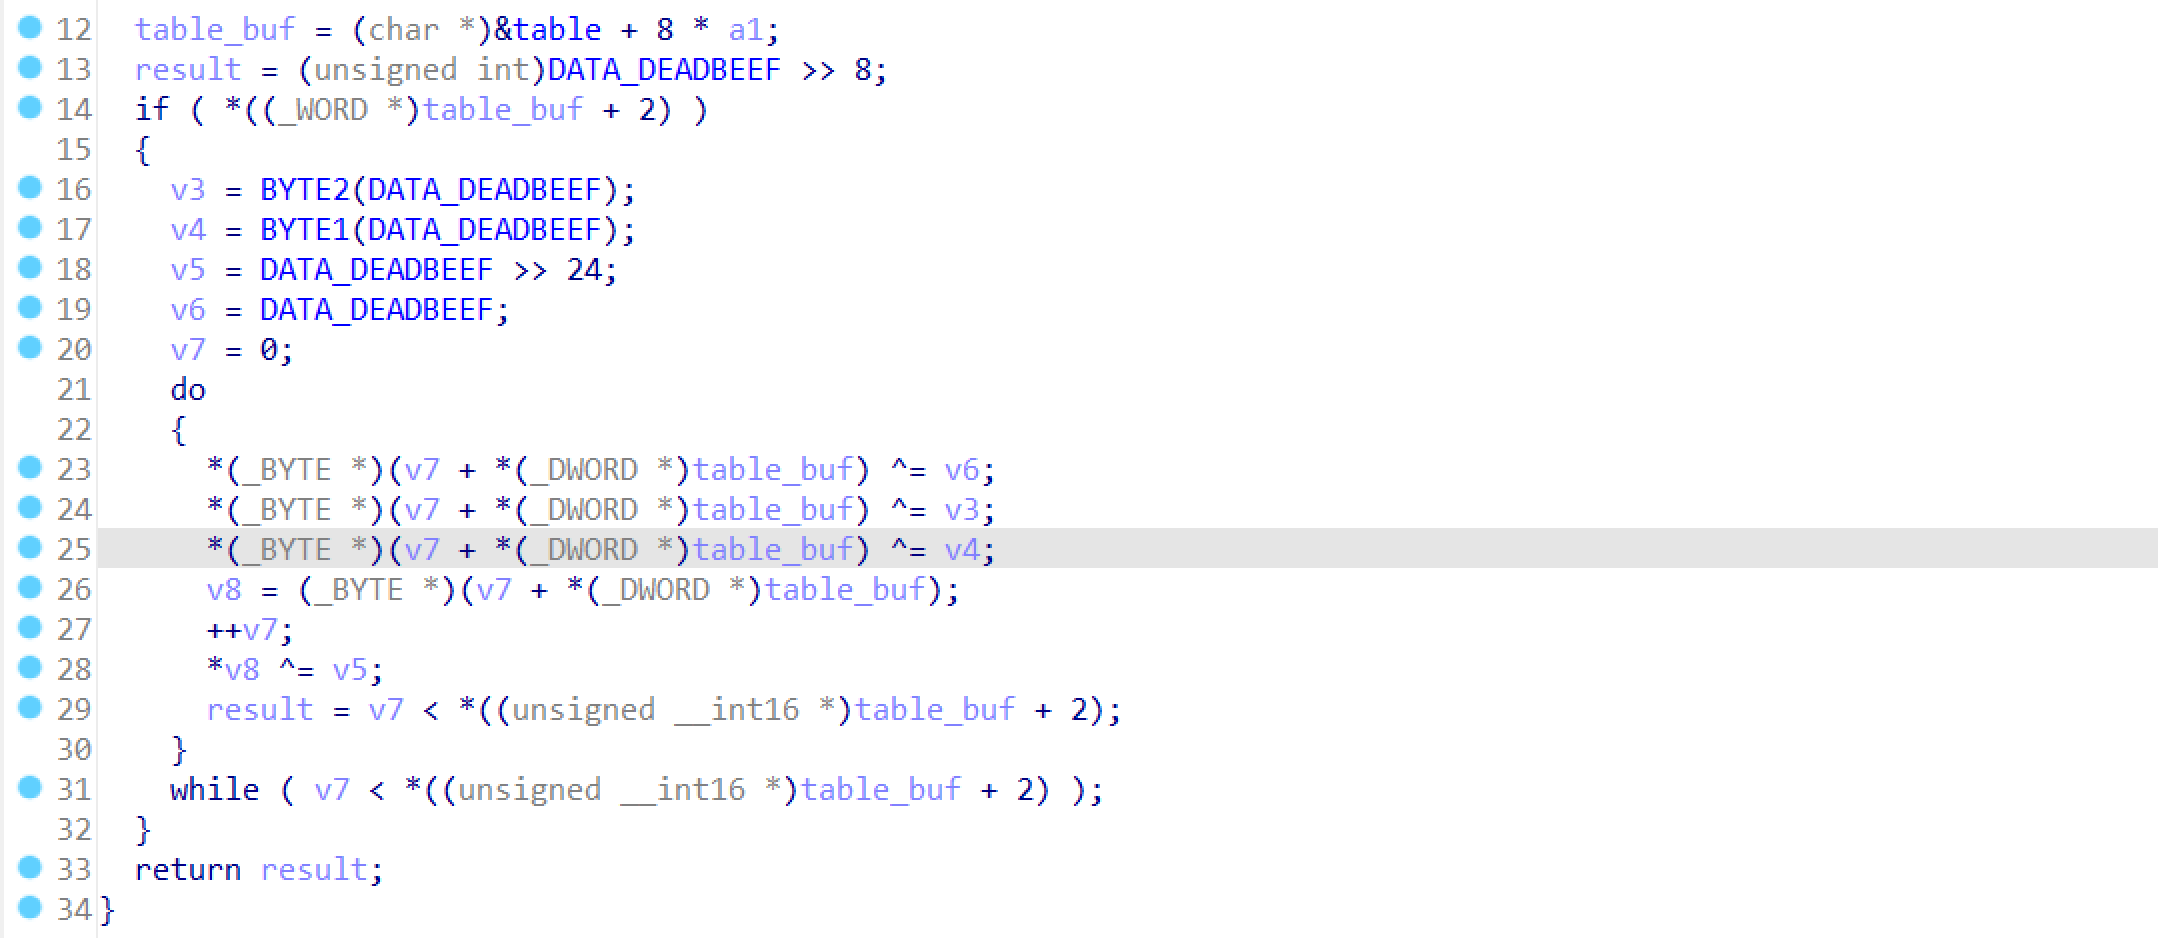 12 table_buf = (char *)&table + 8 * a1;
13 result = (unsigned int)DATA_DEADBEEF >> 8;
14 if ( *((_WORD *)table_buf + 2) )
15 {
16 v3 = BYTE2(DATA_DEADBEEF);
17 v4 = BYTE1(DATA_DEADBEEF);
18 v5 = DATA_DEADBEEF >> 24;
19 v6 = DATA_DEADBEEF;
20 v7 = 0;
21 do
22 {
23 *(_BYTE *)(v7 + *(_DWORD *)table_buf) ^= v6;
24 *(_BYTE *)(v7 + *(_DWORD *)table_buf) ^= v3;
25 *(_BYTE *)(v7 + *(_DWORD *)table_buf) ^= v4;
26 v8 = (_BYTE *)(v7 + *(_DWORD *)table_buf);
27 ++v7;
28 *v8 ^= v5;
29 result = v7 < *((unsigned __int16 *)table_buf + 2);
30 }
31 while ( v7 < *((unsigned __int16 *)table_buf + 2) );
32 }
33 return result;
34 }